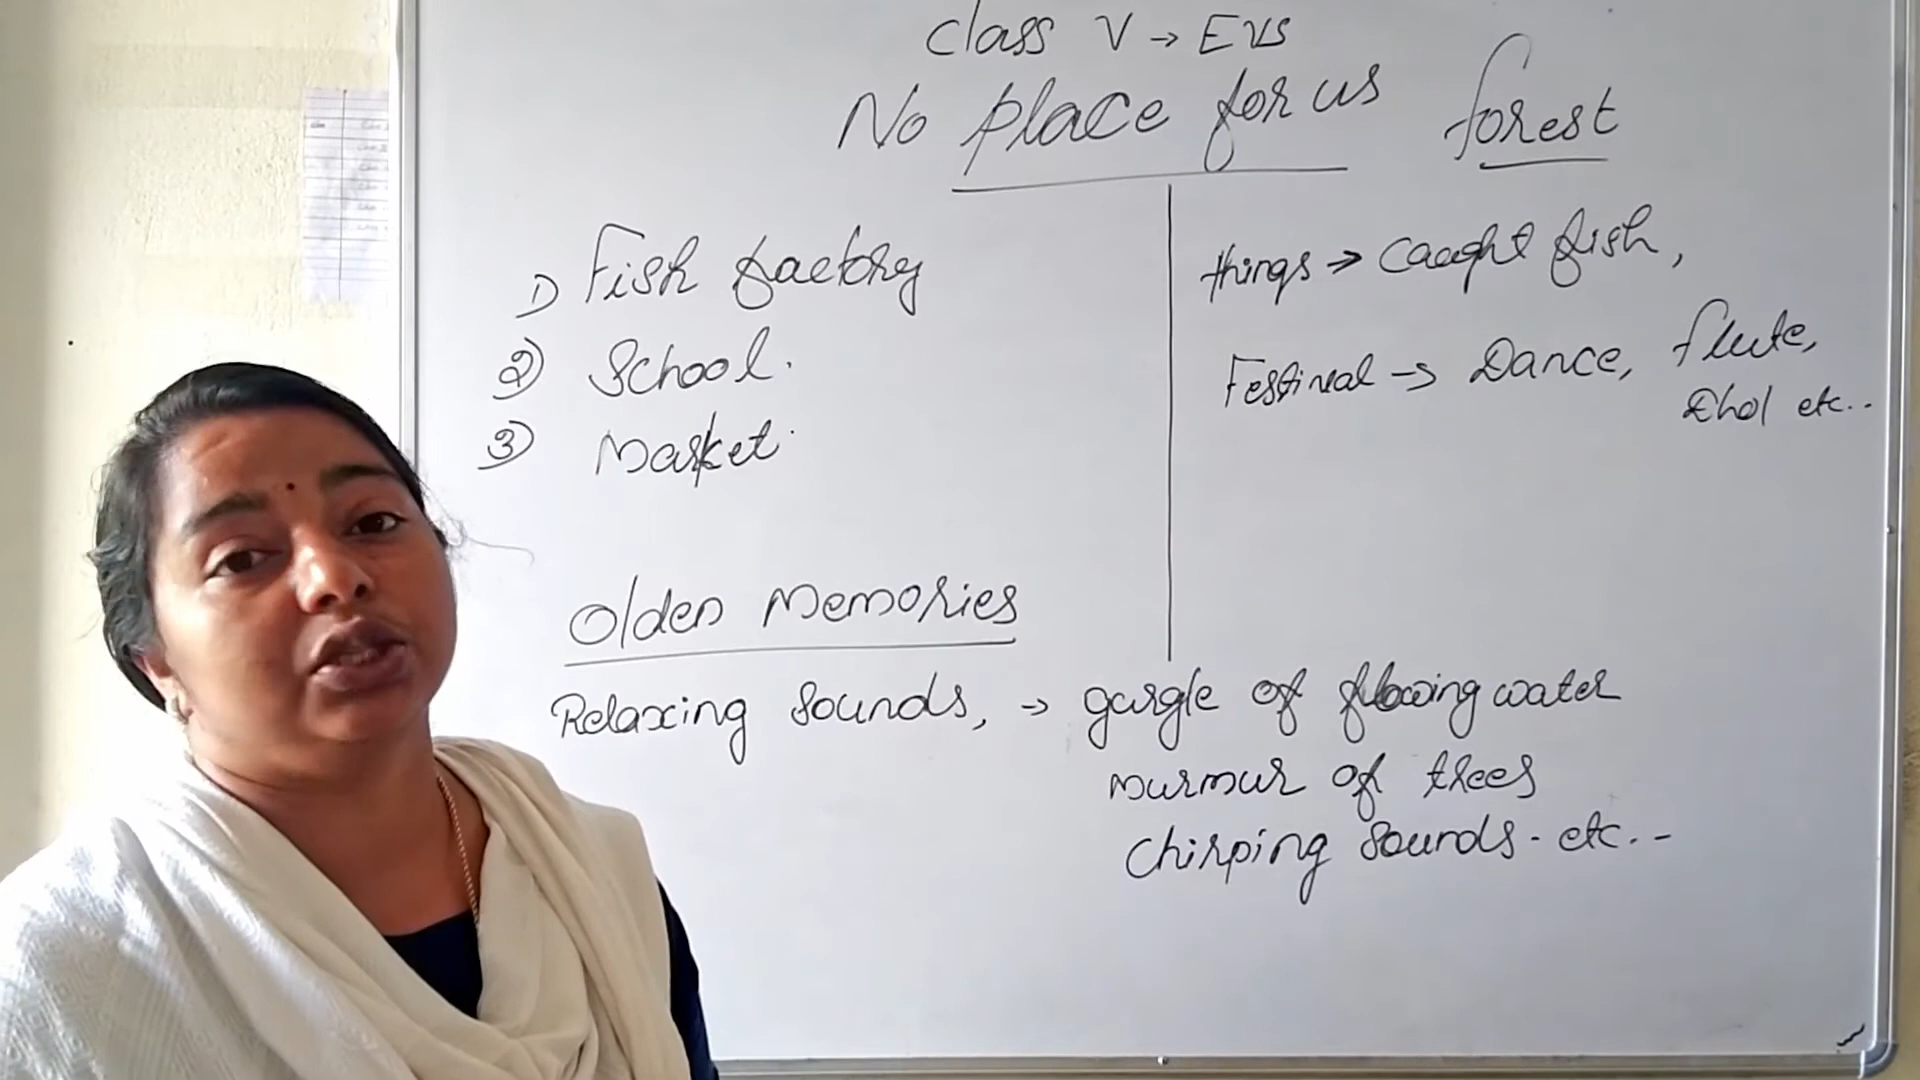 Class V → EVS
No place for us
forest
1) Fish factory
2) School.
3) Market.
things → Caught fish,
Festival → Dance, flute,
Dhol etc..
Olden Memories
Relaxing Sounds, → gurgle of flowing water
murmur of trees
Chirping sounds - etc. -